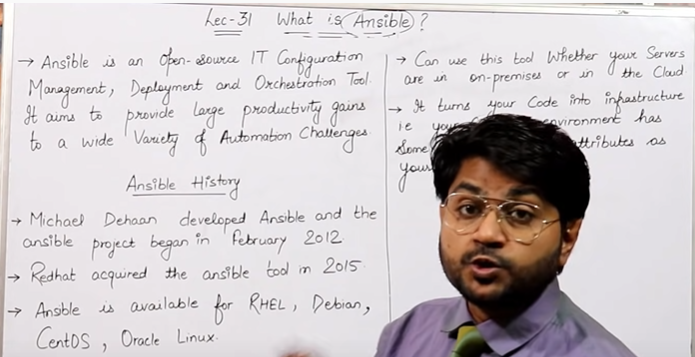 Lec-31 What is Ansible?
→ Ansible is an Open-source IT Configuration
Management, Deployment and Orchestration Tool.
It aims to provide large productivity gains
to a wide Variety of Automation Challenges.
Ansible History
→ Michael Dehaan developed Ansible and the
ansible project began in February 2012
→ Redhat acquired the ansible tool in 2015.
→ Ansible is available for RHEL, Debian,
CentOS, Oracle Linux.
→ Can use this tool Whether your Servers
are in on-premises or in the Cloud
→ It turns your Code into infrastructure
i.e your environment has
Some attributes as
your